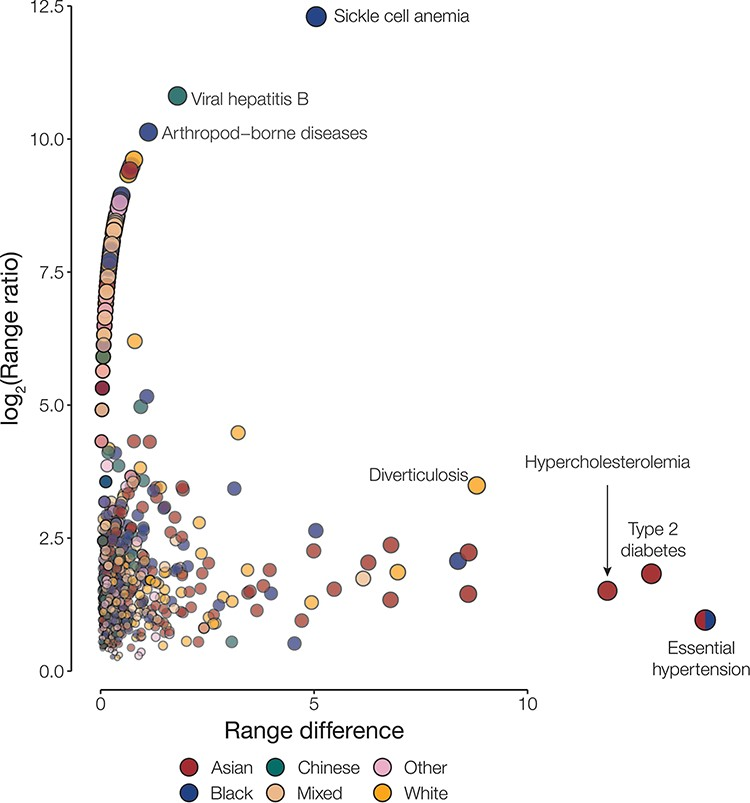 12.5
Sickle cell anemia
Viral hepatitis B
10.0
Arthropod–borne diseases
7.5
log2(Range ratio)
5.0
Diverticulosis
Hypercholesterolemia
2.5
Type 2
diabetes
Essential
hypertension
0.0
0 5 10
Range difference
Asian Chinese Other
Black Mixed White